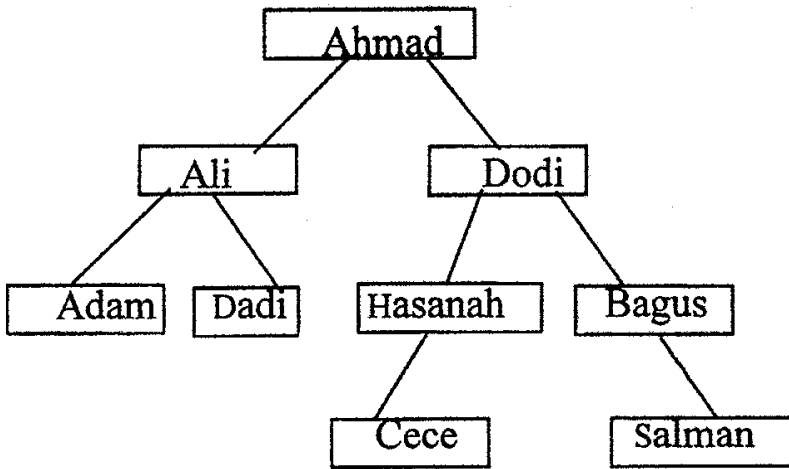 Ahmad
Ali
Dodi
Adam
Dadi
Hasanah
Bagus
Cece
Salman